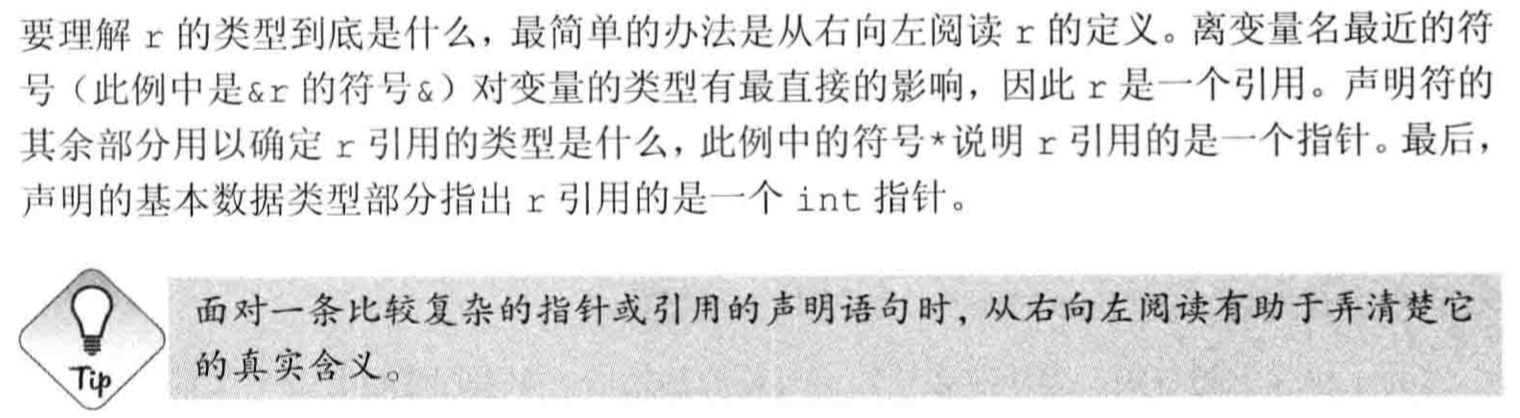 要理解 r 的类型到底是什么，最简单的办法是从右向左阅读 r 的定义。离变量名最近的符
号（此例中是&r 的符号&）对变量的类型有最直接的影响，因此 r 是一个引用。声明符的
其余部分用以确定 r 引用的类型是什么，此例中的符号*说明 r 引用的是一个指针。最后，
声明的基本数据类型部分指出 r 引用的是一个 int 指针。
面对一条比较复杂的指针或引用的声明语句时，从右向左阅读有助于弄清楚它
的真实含义。
Tip